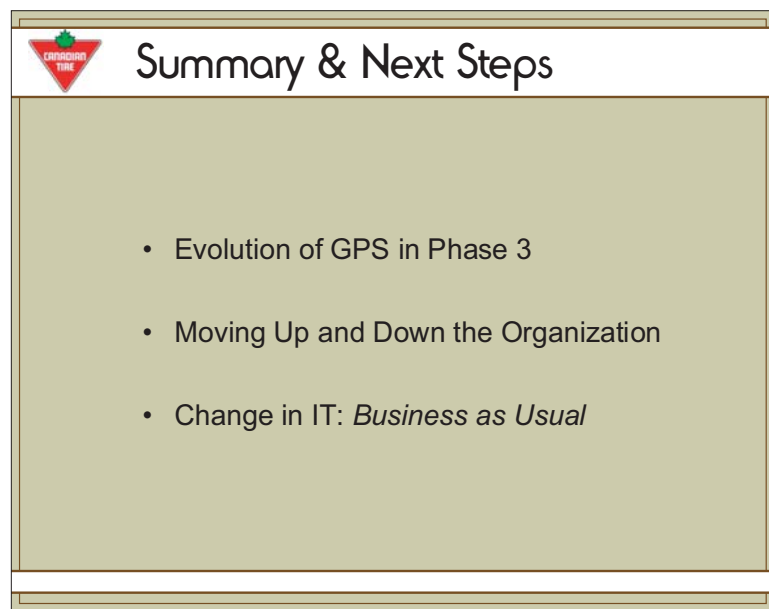 CANADIAN
TIRE
Summary & Next Steps
• Evolution of GPS in Phase 3
• Moving Up and Down the Organization
• Change in IT: Business as Usual